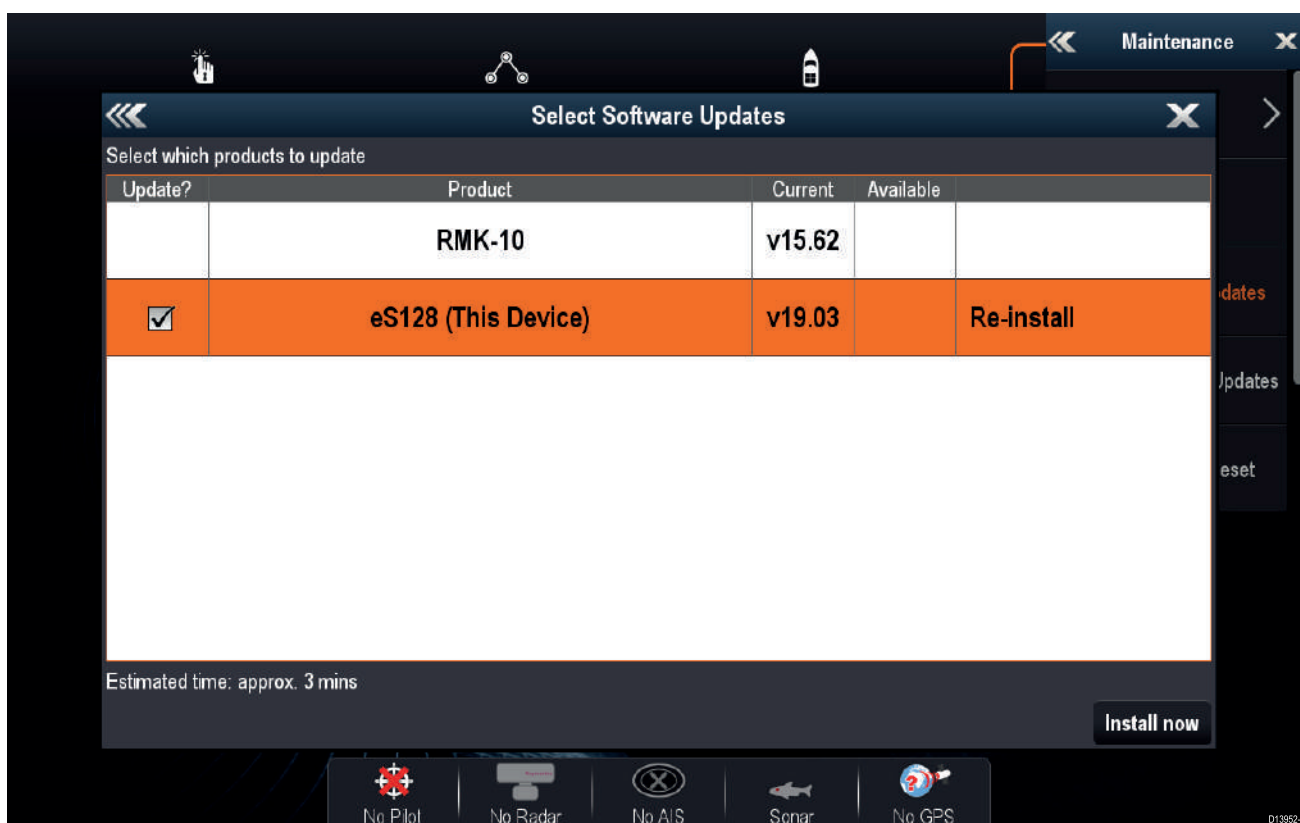 Maintenance
Select Software Updates
Select which products to update
Update? Product Current Available
RMK-10 v15.62
eS128 (This Device) v19.03 Re-install
dates
Updates
eset
Estimated time: approx. 3 mins
Install now
No Pilot No Radar No AIS Sonar No GPS